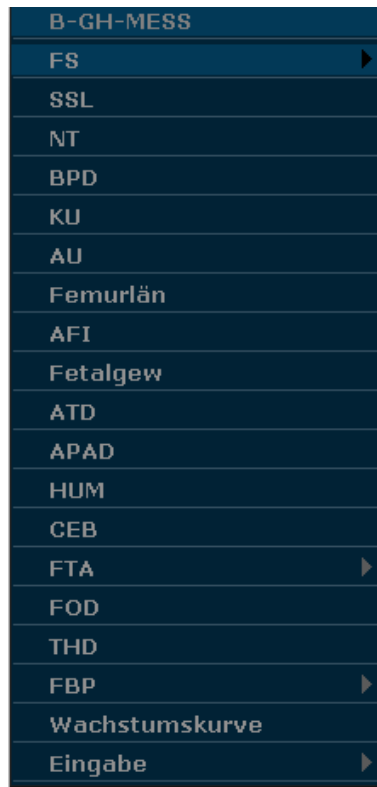 B-GH-MESS
FS
SSL
NT
BPD
KU
AU
Femurlän
AFI
Fetalgew
ATD
APAD
HUM
CEB
FTA
FOD
THD
FBP
Wachstumskurve
Eingabe